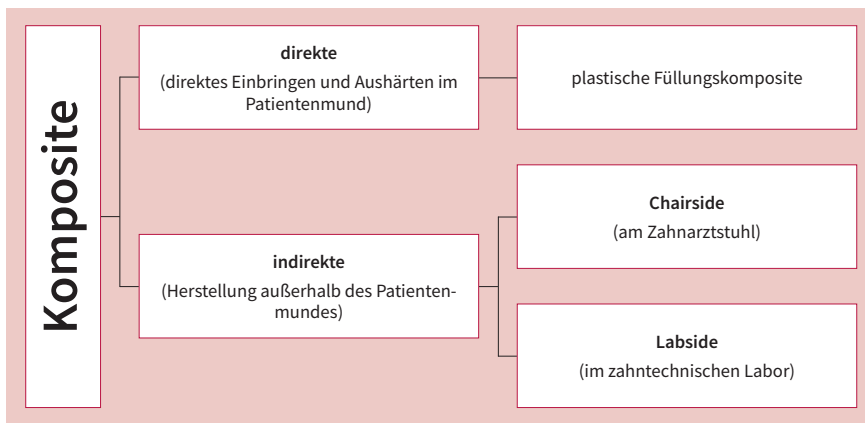 Komposite
direkte
(direktes Einbringen und Aushärten im
Patientenmund)
plastische Füllungskomposite
indirekte
(Herstellung außerhalb des Patienten-
mundes)
Chairside
(am Zahnarztstuhl)
Labside
(im zahntechnischen Labor)